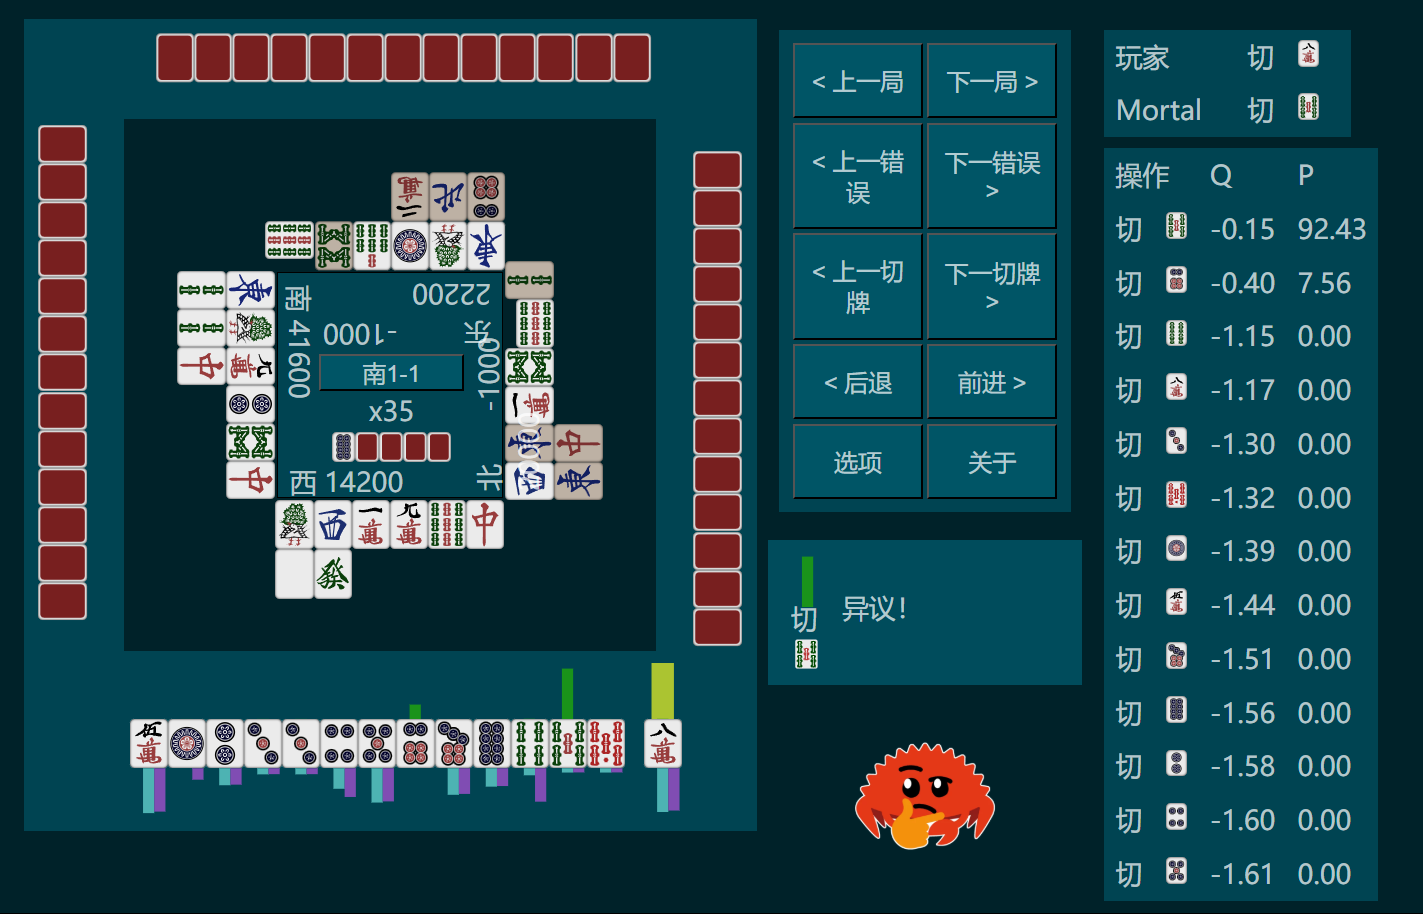 < 上一局
下一局 >
< 上一错误
下一错误 >
< 上一切牌
下一切牌 >
< 后退
前进 >
选项
关于
玩家 切
Mortal 切
操作 Q P
切 -0.15 92.43
切 -0.40 7.56
切 -1.15 0.00
切 -1.17 0.00
切 -1.30 0.00
切 -1.32 0.00
切 -1.39 0.00
切 -1.44 0.00
切 -1.51 0.00
切 -1.56 0.00
切 -1.58 0.00
切 -1.60 0.00
切 -1.61 0.00
切 异议！
22200
-1000
南 41600
南1-1
x35
西 14200
北
-1000
东